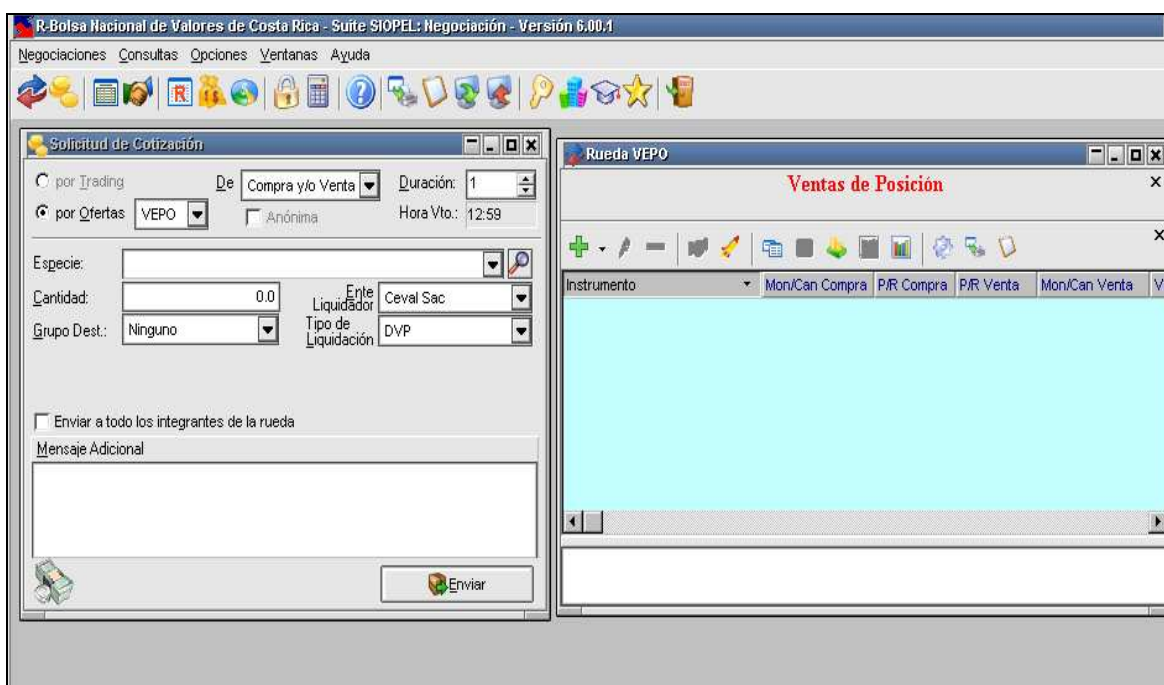 R-Bolsa Nacional de Valores de Costa Rica - Suite SIOPEL: Negociación - Versión 6.00.1
Negociaciones Consultas Opciones Ventanas Ayuda
Solicitud de Cotización
por Trading De Compra y/o Venta Duración: 1
por Ofertas VEPO Anónima Hora Vto.: 12:59
Especie:
Cantidad: 0.0 Ente Liquidador Ceval Sac
Grupo Dest.: Ninguno Tipo de Liquidación DVP
Enviar a todo los integrantes de la rueda
Mensaje Adicional
Enviar
Rueda VEPO
Ventas de Posición
Instrumento Mon/Can Compra P/R Compra P/R Venta Mon/Can Venta V